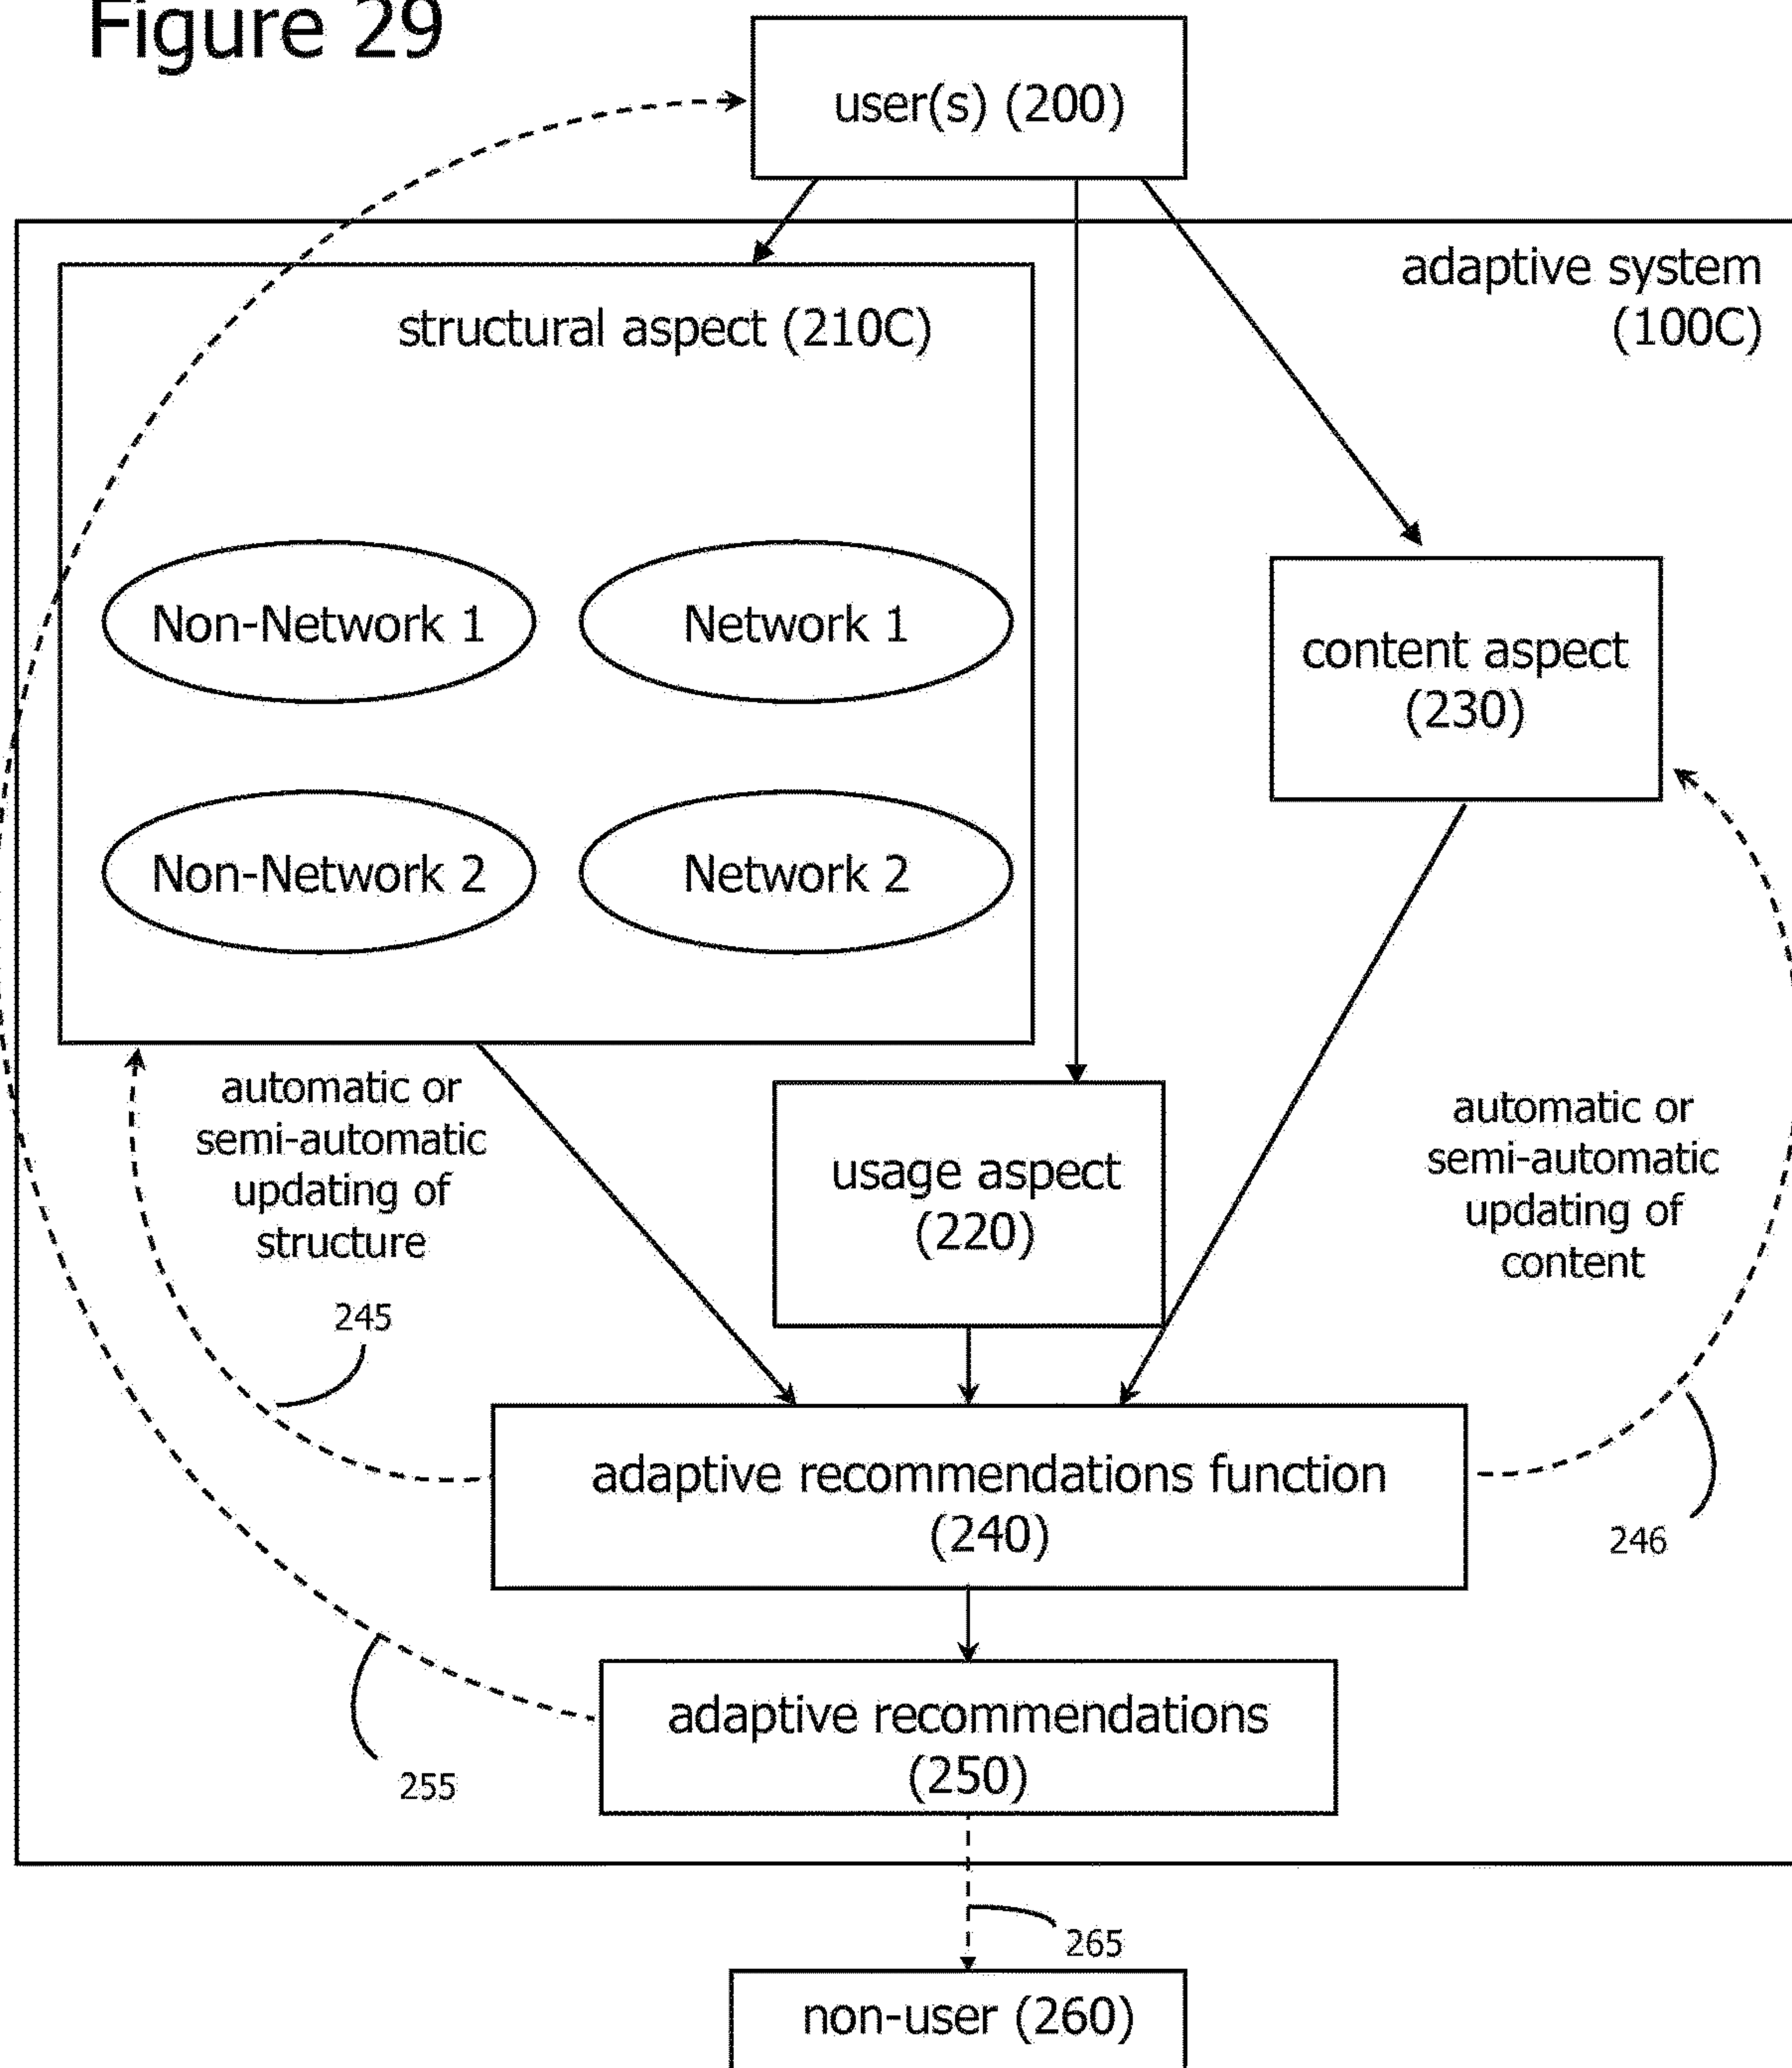 Figure 29
user(s) (200)
adaptive system
(100C)
structural aspect (210C)
Non-Network 1
Network 1
content aspect
(230)
Non-Network 2
Network 2
automatic or
semi-automatic
updating of
structure
usage aspect
(220)
automatic or
semi-automatic
updating of
content
245
adaptive recommendations function
(240)
246
adaptive recommendations
(250)
255
265
non-user (260)